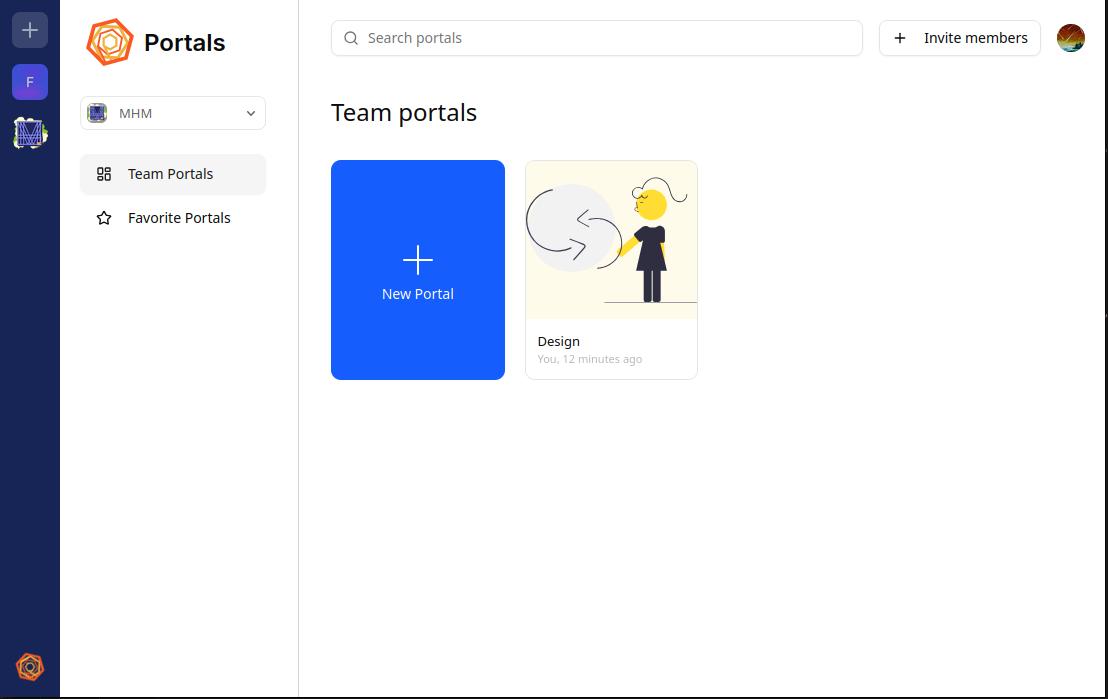 F
Portals
MHM
Team Portals
Favorite Portals
Search portals
Invite members
Team portals
New Portal
Design
You, 12 minutes ago